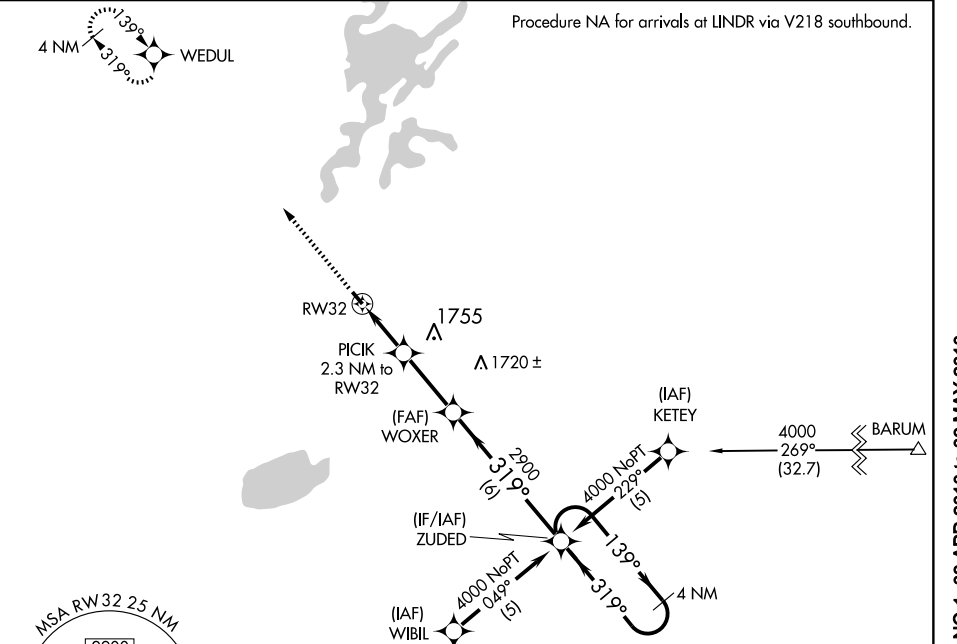 Procedure NA for arrivals at LINDR via V218 southbound.
139°
4 NM
319°
WEDUL
RW32
1755
PICIK
2.3 NM to
RW32
1720 ±
(FAF)
WOXER
(IAF)
KETEY
4000
269°
(32.7)
BARUM
2900
319°
(6)
4000 NoPT
229°
(5)
(IF/IAF)
ZUDED
139°
319°
4 NM
4000 NoPT
049°
(5)
(IAF)
WIBIL
MSA RW32 25 NM